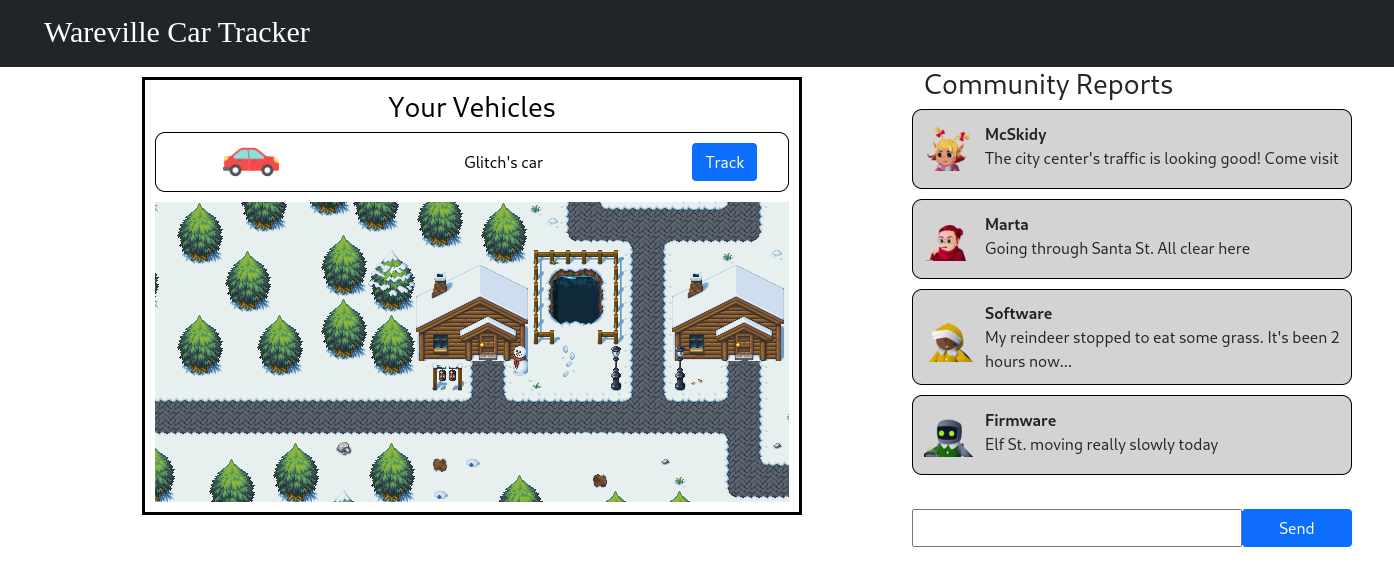 Wareville Car Tracker
Your Vehicles
Glitch's car
Track
Community Reports
McSkidy
The city center's traffic is looking good! Come visit
Marta
Going through Santa St. All clear here
Software
My reindeer stopped to eat some grass. It's been 2
hours now...
Firmware
Elf St. moving really slowly today
Send